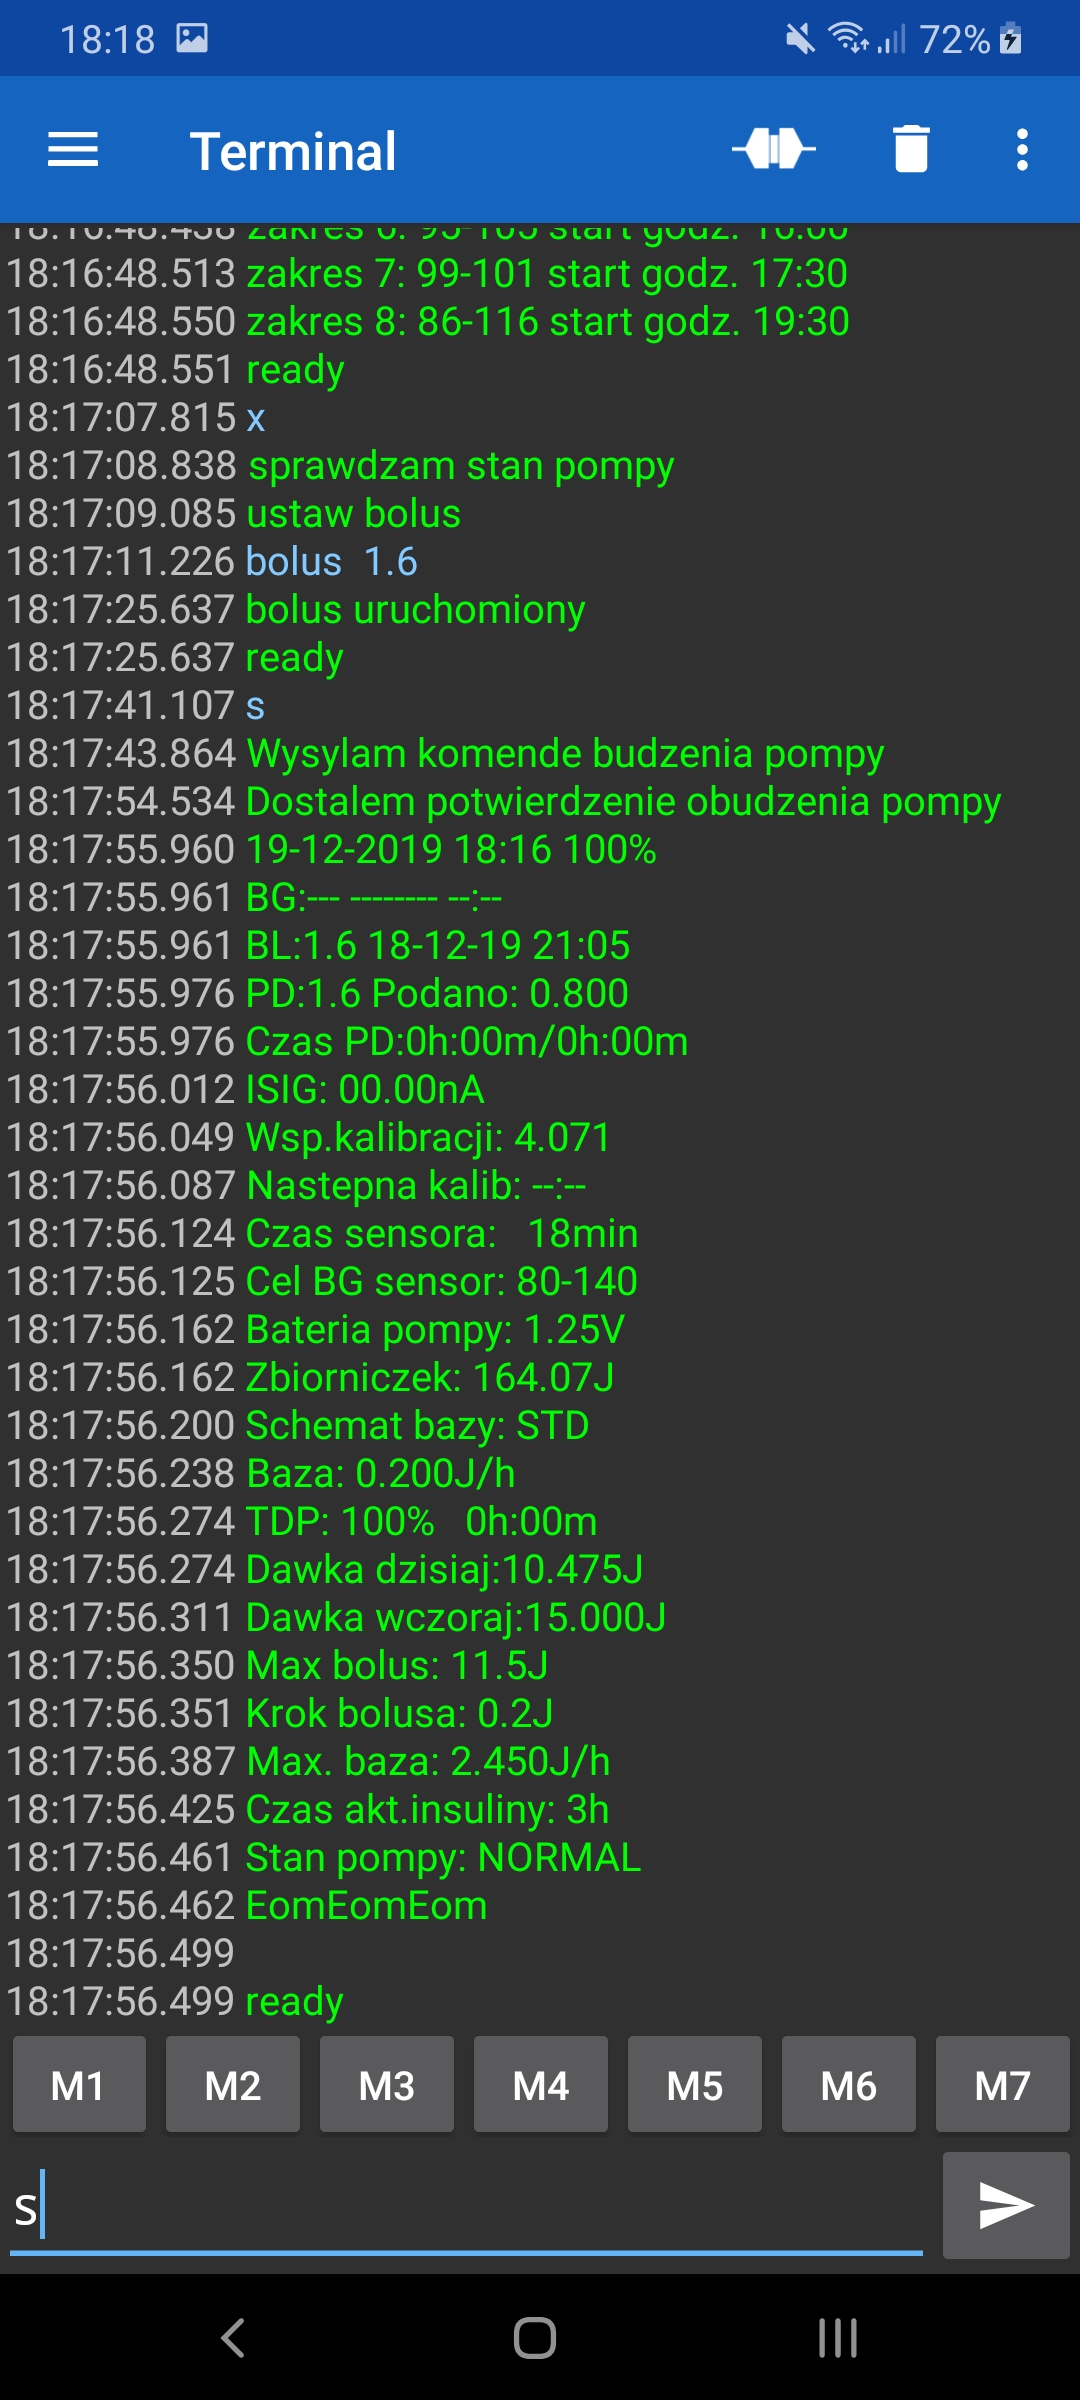 18:18 72%
Terminal
18:16:48.513 zakres 7: 99-101 start godz. 17:30
18:16:48.550 zakres 8: 86-116 start godz. 19:30
18:16:48.551 ready
18:17:07.815 x
18:17:08.838 sprawdzam stan pompy
18:17:09.085 ustaw bolus
18:17:11.226 bolus  1.6
18:17:25.637 bolus uruchomiony
18:17:25.637 ready
18:17:41.107 s
18:17:43.864 Wysylam komende budzenia pompy
18:17:54.534 Dostalem potwierdzenie obudzenia pompy
18:17:55.960 19-12-2019 18:16 100%
18:17:55.961 BG:--- -------- --:--
18:17:55.961 BL:1.6 18-12-19 21:05
18:17:55.976 PD:1.6 Podano: 0.800
18:17:55.976 Czas PD:0h:00m/0h:00m
18:17:56.012 ISIG: 00.00nA
18:17:56.049 Wsp.kalibracji: 4.071
18:17:56.087 Nastepna kalib: --:--
18:17:56.124 Czas sensora:   18min
18:17:56.125 Cel BG sensor: 80-140
18:17:56.162 Bateria pompy: 1.25V
18:17:56.162 Zbiorniczek: 164.07J
18:17:56.200 Schemat bazy: STD
18:17:56.238 Baza: 0.200J/h
18:17:56.274 TDP: 100%   0h:00m
18:17:56.274 Dawka dzisiaj:10.475J
18:17:56.311 Dawka wczoraj:15.000J
18:17:56.350 Max bolus: 11.5J
18:17:56.351 Krok bolusa: 0.2J
18:17:56.387 Max. baza: 2.450J/h
18:17:56.425 Czas akt.insuliny: 3h
18:17:56.461 Stan pompy: NORMAL
18:17:56.462 EomEomEom
18:17:56.499
18:17:56.499 ready
M1 M2 M3 M4 M5 M6 M7
s